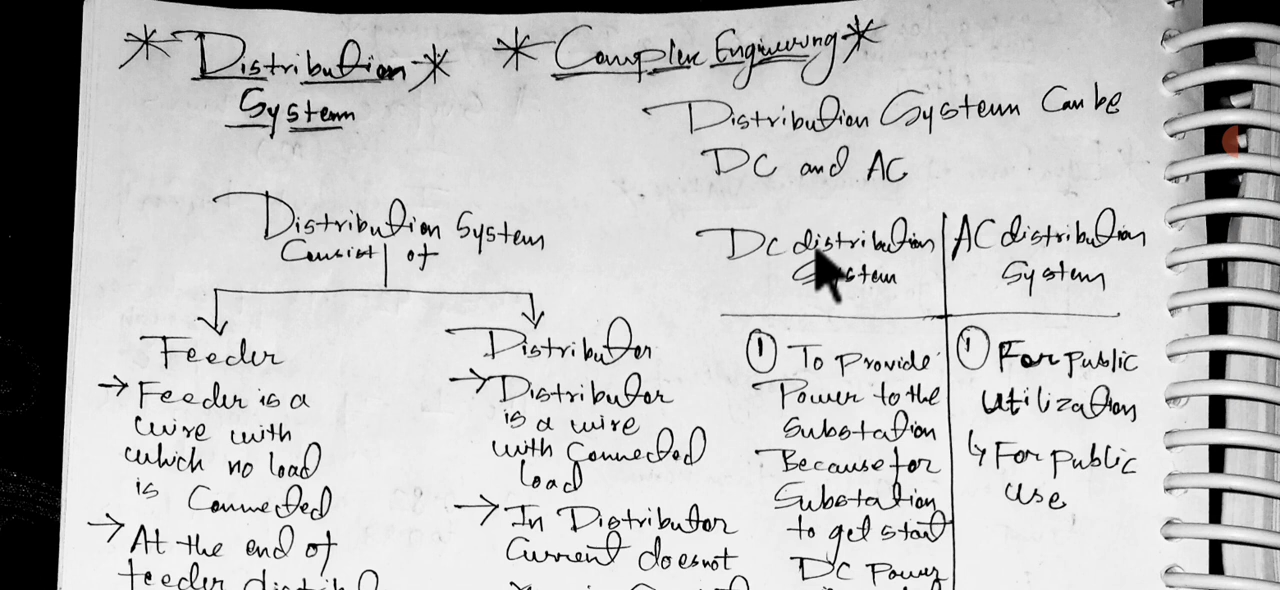 * Distribution *
System
* Complex Engineering *
Distribution System Can be
DC and AC
Distribution System
Consist of
Feeder
→ Feeder is a
wire with
which no load
is Connected
→ At the end of
feeder
Distributor
→ Distributor
is a wire
with Connected
load
→ In Distributor
Current doesnot
DC distribution
System
① To Provide
Power to the
Substation
Because for
Substation
to get start
DC Power
AC distribution
System
① For public
Utilization
↳ For public
use